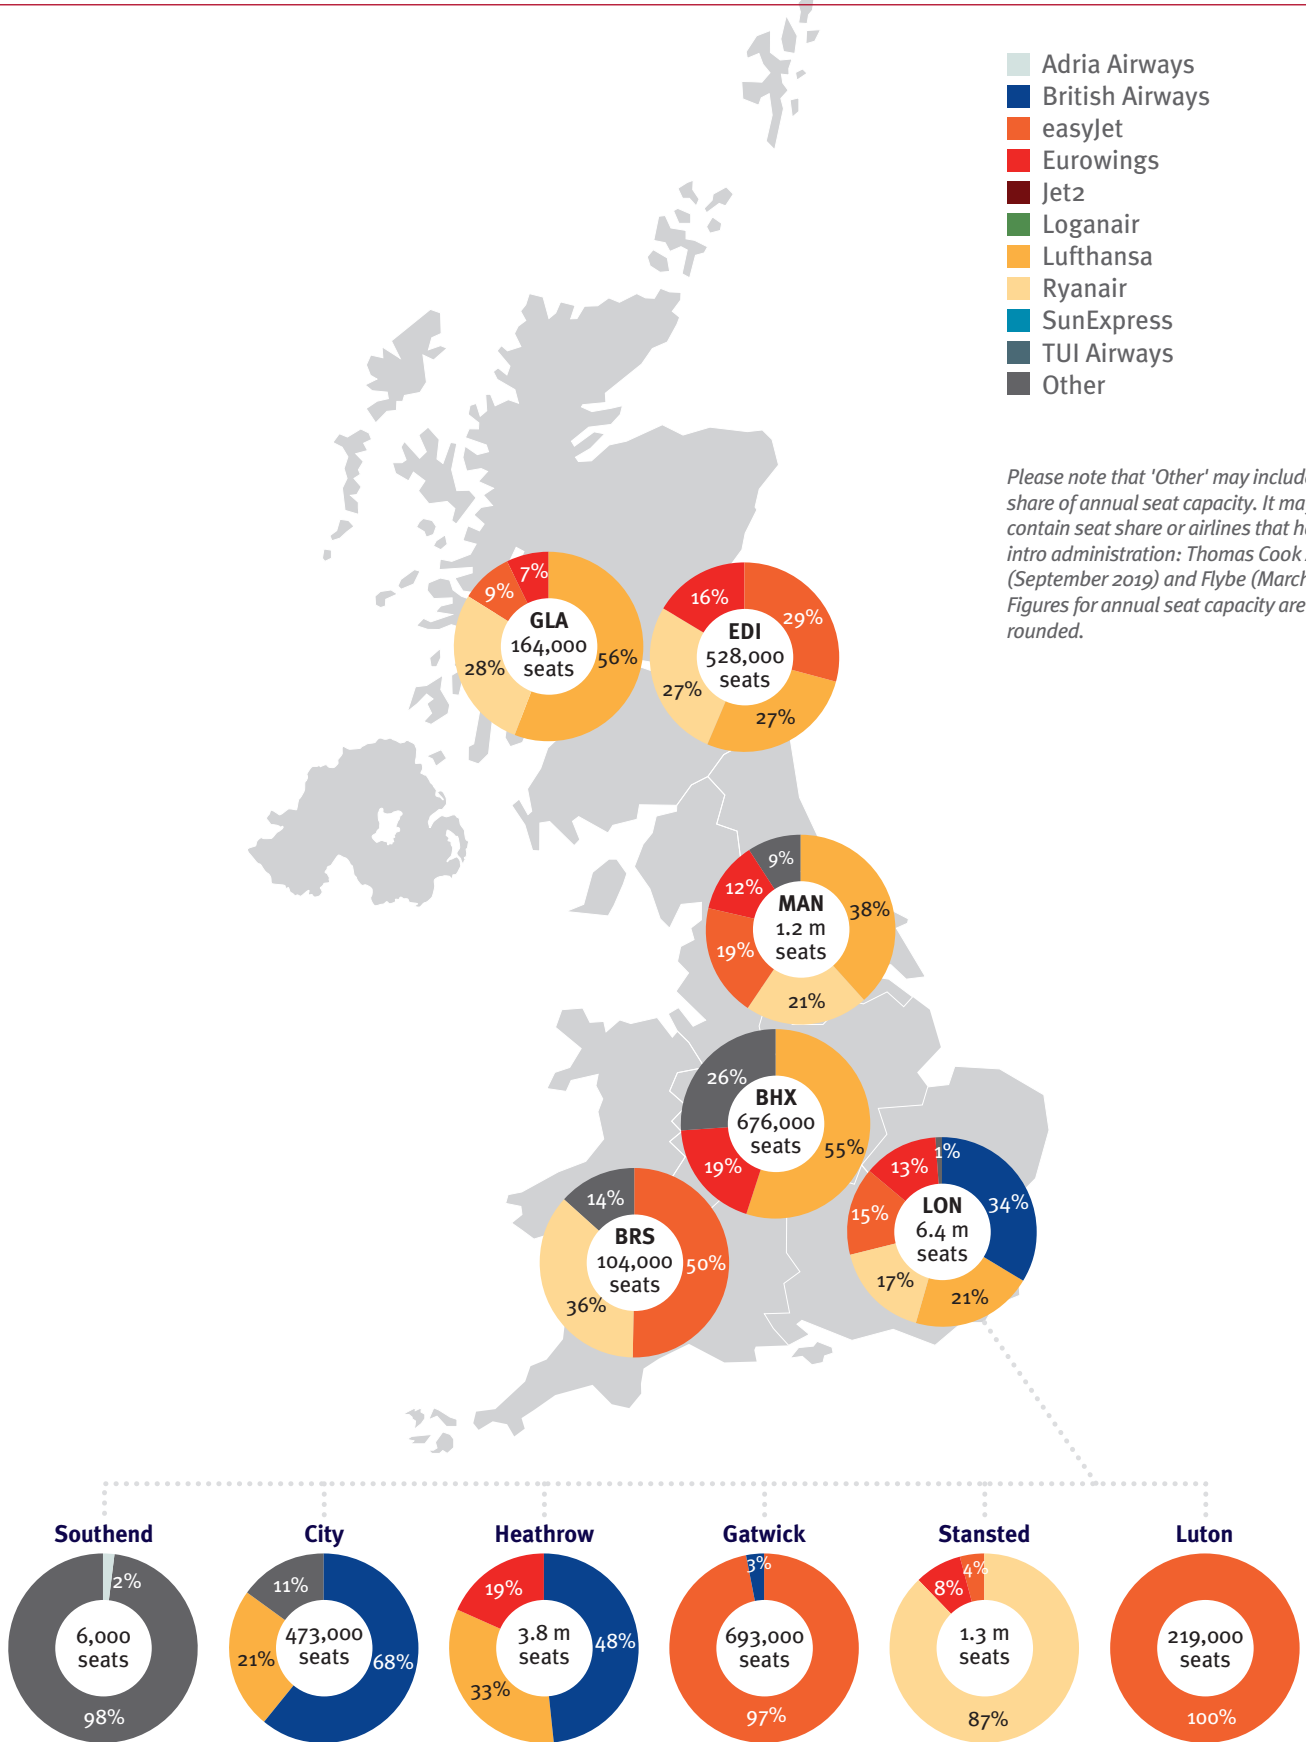 Adria Airways
British Airways
easyJet
Eurowings
Jet2
Loganair
Lufthansa
Ryanair
SunExpress
TUI Airways
Other
Please note that 'Other' may include
share of annual seat capacity. It may
contain seat share or airlines that
intro administration: Thomas Cook
(September 2019) and Flybe (March
Figures for annual seat capacity are
rounded.
7%
9%
GLA
164,000
seats
56%
28%
16%
29%
EDI
528,000
seats
27%
27%
9%
12%
MAN
1.2 m
seats
38%
19%
21%
26%
BHX
676,000
seats
55%
19%
1%
13%
34%
LON
6.4 m
seats
15%
17%
21%
14%
BRS
104,000
seats
50%
36%
Southend
2%
6,000
seats
98%
City
11%
473,000
seats
21%
68%
Heathrow
19%
3.8 m
seats
48%
33%
Gatwick
3%
693,000
seats
97%
Stansted
4%
8%
1.3 m
seats
87%
Luton
219,000
seats
100%